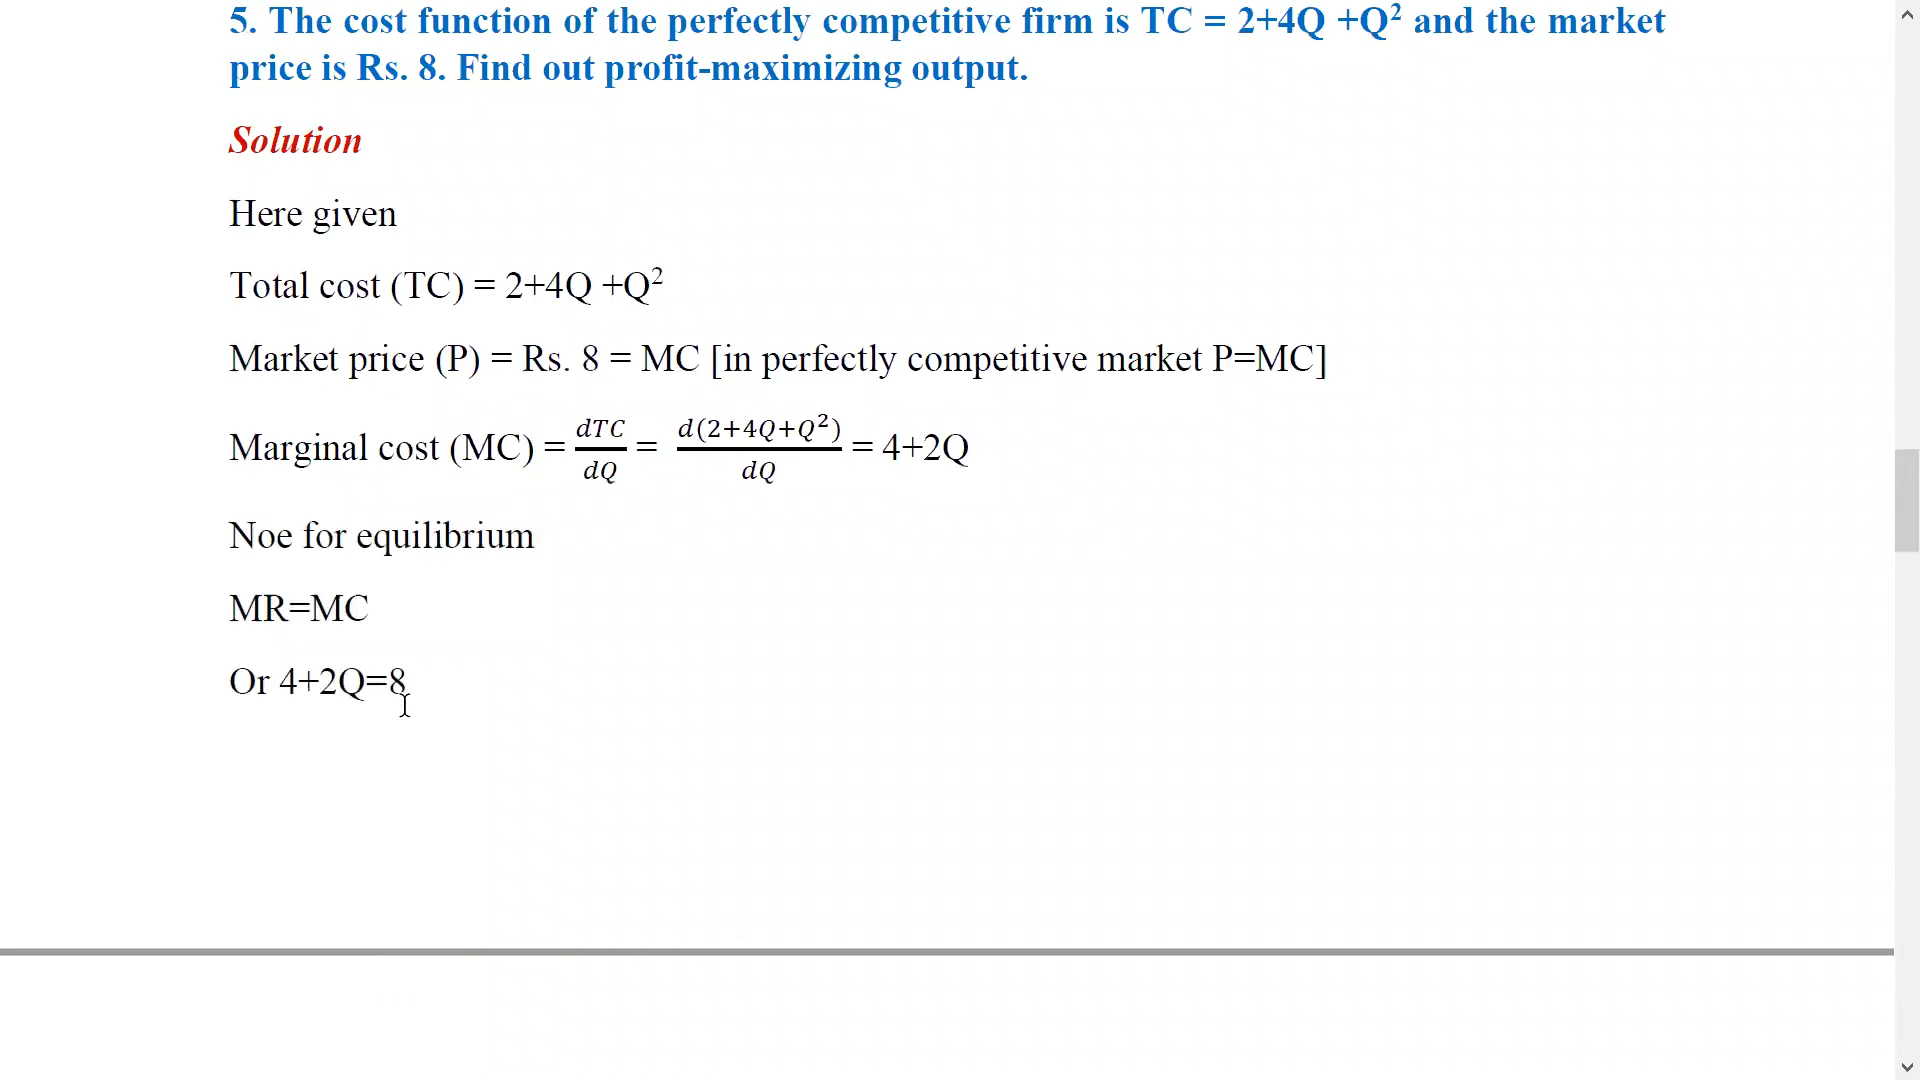 5. The cost function of the perfectly competitive firm is TC = 2+4Q +Q² and the market
price is Rs. 8. Find out profit-maximizing output.
Solution
Here given
Total cost (TC) = 2+4Q +Q²
Market price (P) = Rs. 8 = MC [in perfectly competitive market P=MC]
Marginal cost (MC) = dTC/dQ = d(2+4Q+Q²)/dQ = 4+2Q
Noe for equilibrium
MR=MC
Or 4+2Q=8